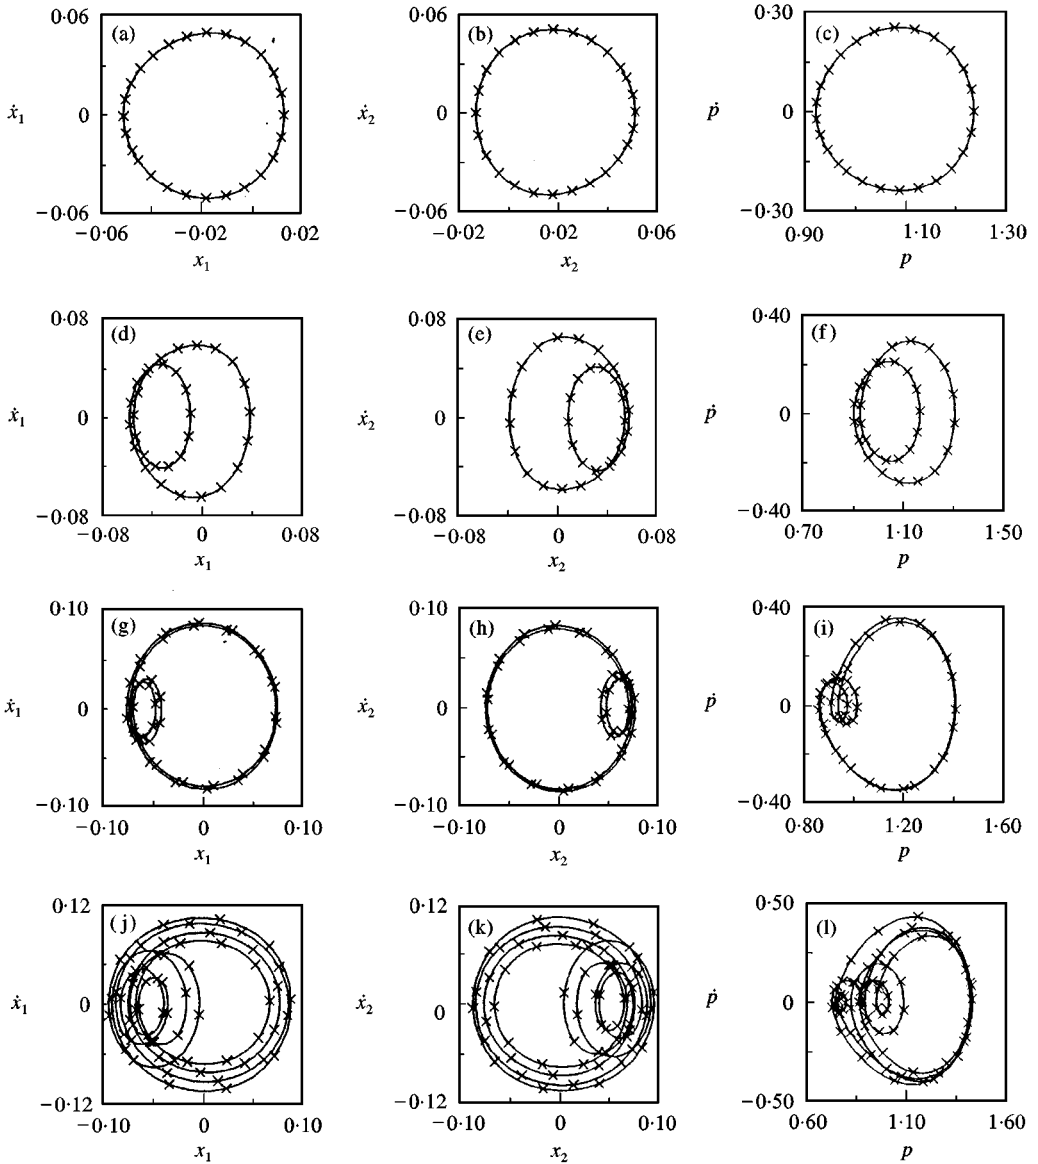 0·06
(a)
ẋ1
0
−0·06
−0·06
−0·02
0·02
x1
0·06
(b)
ẋ2
0
−0·06
−0·02
0·02
0·06
x2
0·30
(c)
ṗ
0
−0·30
0·90
1·10
1·30
p
0·08
(d)
ẋ1
0
−0·08
−0·08
0
0·08
x1
0·08
(e)
ẋ2
0
−0·08
−0·08
0
0·08
x2
0·40
(f)
ṗ
0
−0·40
0·70
1·10
1·50
p
0·10
(g)
ẋ1
0
−0·10
−0·10
0
0·10
x1
0·10
(h)
ẋ2
0
−0·10
−0·10
0
0·10
x2
0·40
(i)
ṗ
0
−0·40
0·80
1·20
1·60
p
0·12
(j)
ẋ1
0
−0·12
−0·10
0
0·10
x1
0·12
(k)
ẋ2
0
−0·12
−0·10
0
0·10
x2
0·50
(l)
ṗ
0
−0·50
0·60
1·10
1·60
p